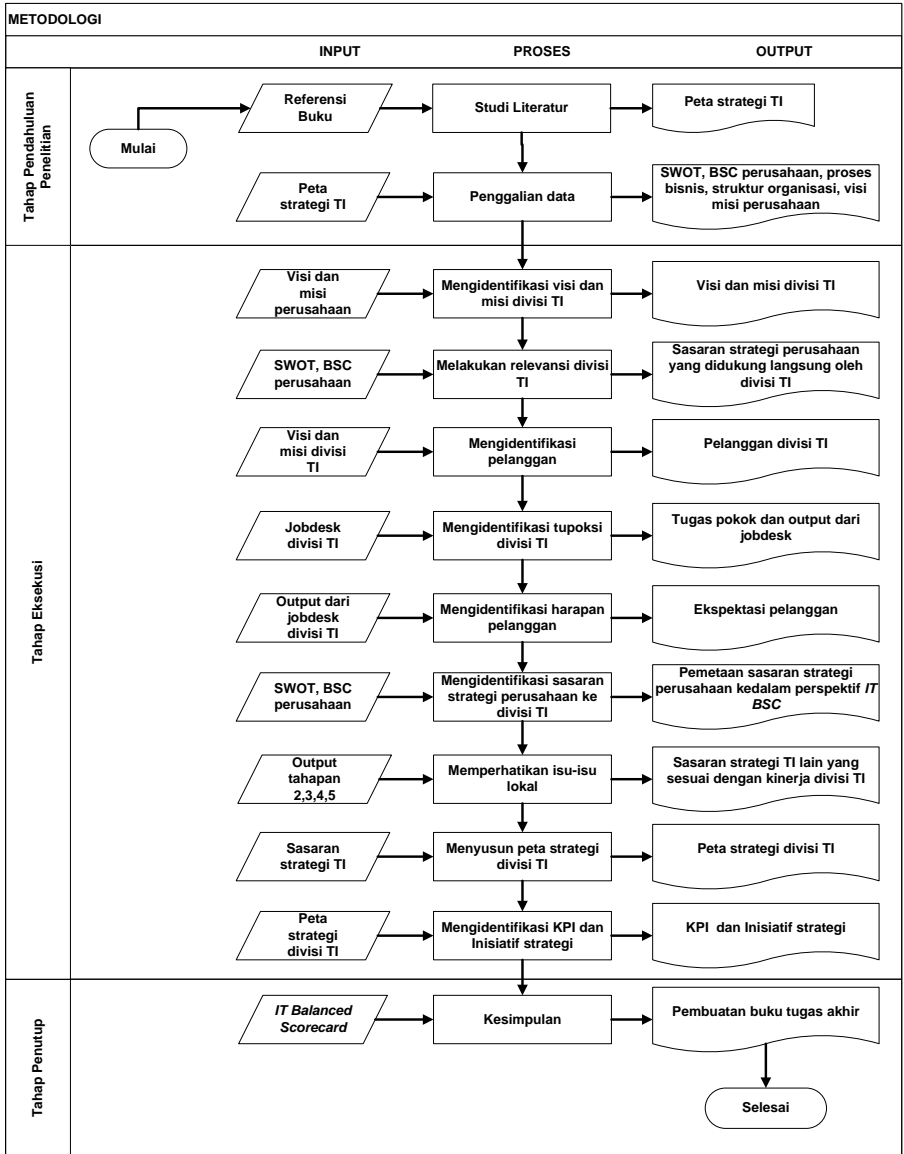 METODOLOGI
INPUT
PROSES
OUTPUT
Tahap Pendahuluan
Penelitian
Mulai
Referensi
Buku
Studi Literatur
Peta strategi TI
Peta
strategi TI
Penggalian data
SWOT, BSC perusahaan, proses
bisnis, struktur organisasi, visi
misi perusahaan
Tahap Eksekusi
Visi dan
misi
perusahaan
Mengidentifikasi visi dan
misi divisi TI
Visi dan misi divisi TI
SWOT, BSC
perusahaan
Melakukan relevansi divisi
TI
Sasaran strategi perusahaan
yang didukung langsung oleh
divisi TI
Visi dan
misi divisi
TI
Mengidentifikasi
pelanggan
Pelanggan divisi TI
Jobdesk
divisi TI
Mengidentifikasi tupoksi
divisi TI
Tugas pokok dan output dari
jobdesk
Output dari
jobdesk
divisi TI
Mengidentifikasi harapan
pelanggan
Ekspektasi pelanggan
SWOT, BSC
perusahaan
Mengidentifikasi sasaran
strategi perusahaan ke
divisi TI
Pemetaan sasaran strategi
perusahaan kedalam perspektif IT
BSC
Output
tahapan
2,3,4,5
Memperhatikan isu-isu
lokal
Sasaran strategi TI lain yang
sesuai dengan kinerja divisi TI
Sasaran
strategi TI
Menyusun peta strategi
divisi TI
Peta strategi divisi TI
Peta
strategi
divisi TI
Mengidentifikasi KPI dan
Inisiatif strategi
KPI dan Inisiatif strategi
Tahap Penutup
IT Balanced
Scorecard
Kesimpulan
Pembuatan buku tugas akhir
Selesai